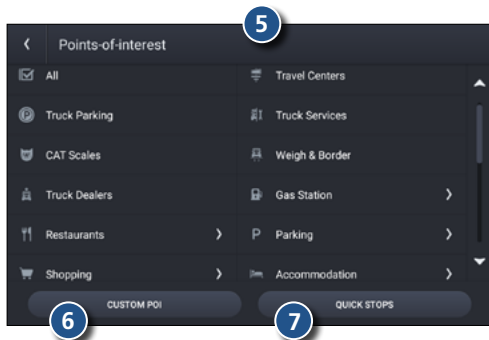 5
Points-of-interest
All
Travel Centers
Truck Parking
Truck Services
CAT Scales
Weigh & Border
Truck Dealers
Gas Station
Restaurants
P Parking
Shopping
Accommodation
CUSTOM POI
QUICK STOPS
6
7